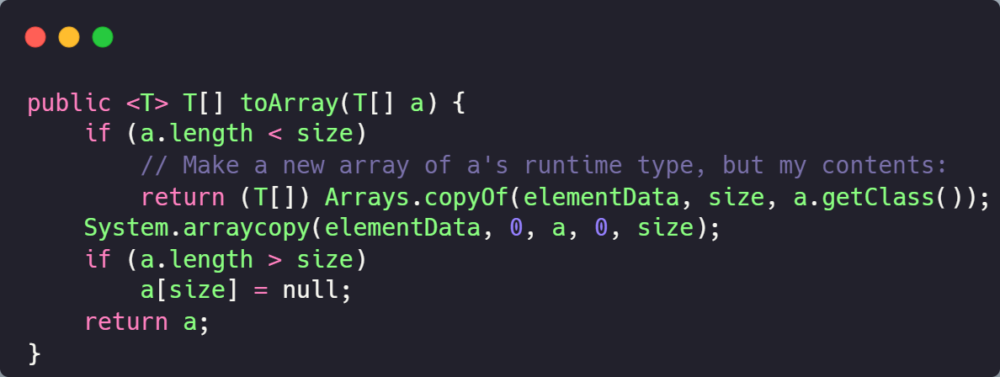 public <T> T[] toArray(T[] a) {
    if (a.length < size)
        // Make a new array of a's runtime type, but my contents:
        return (T[]) Arrays.copyOf(elementData, size, a.getClass());
    System.arraycopy(elementData, 0, a, 0, size);
    if (a.length > size)
        a[size] = null;
    return a;
}